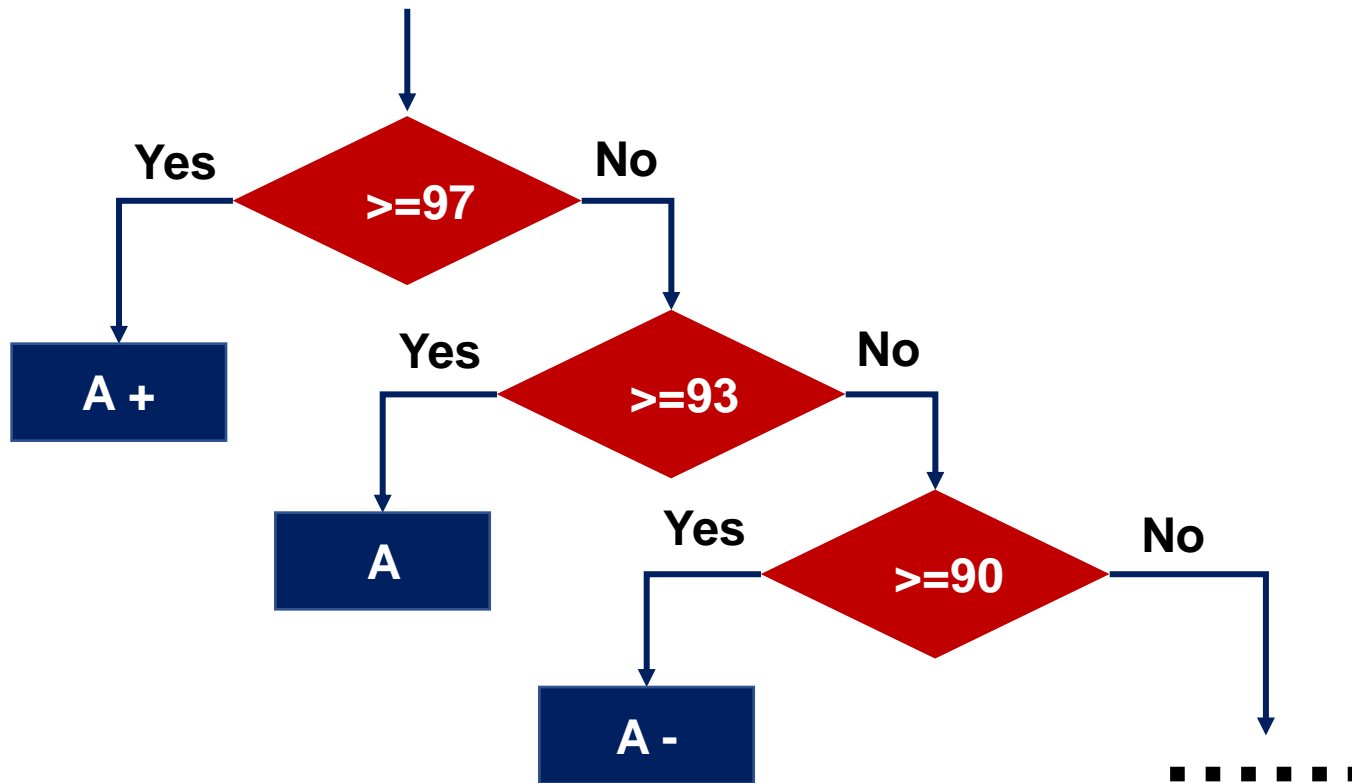 Yes
No
>=97
Yes
No
A +
>=93
Yes
No
A
>=90
A -
......